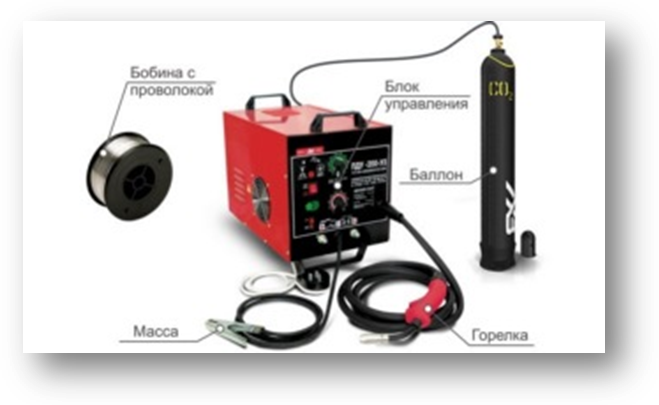 Бобина с
проволокой
Блок
управления
CO₂
Баллон
Масса
Горелка